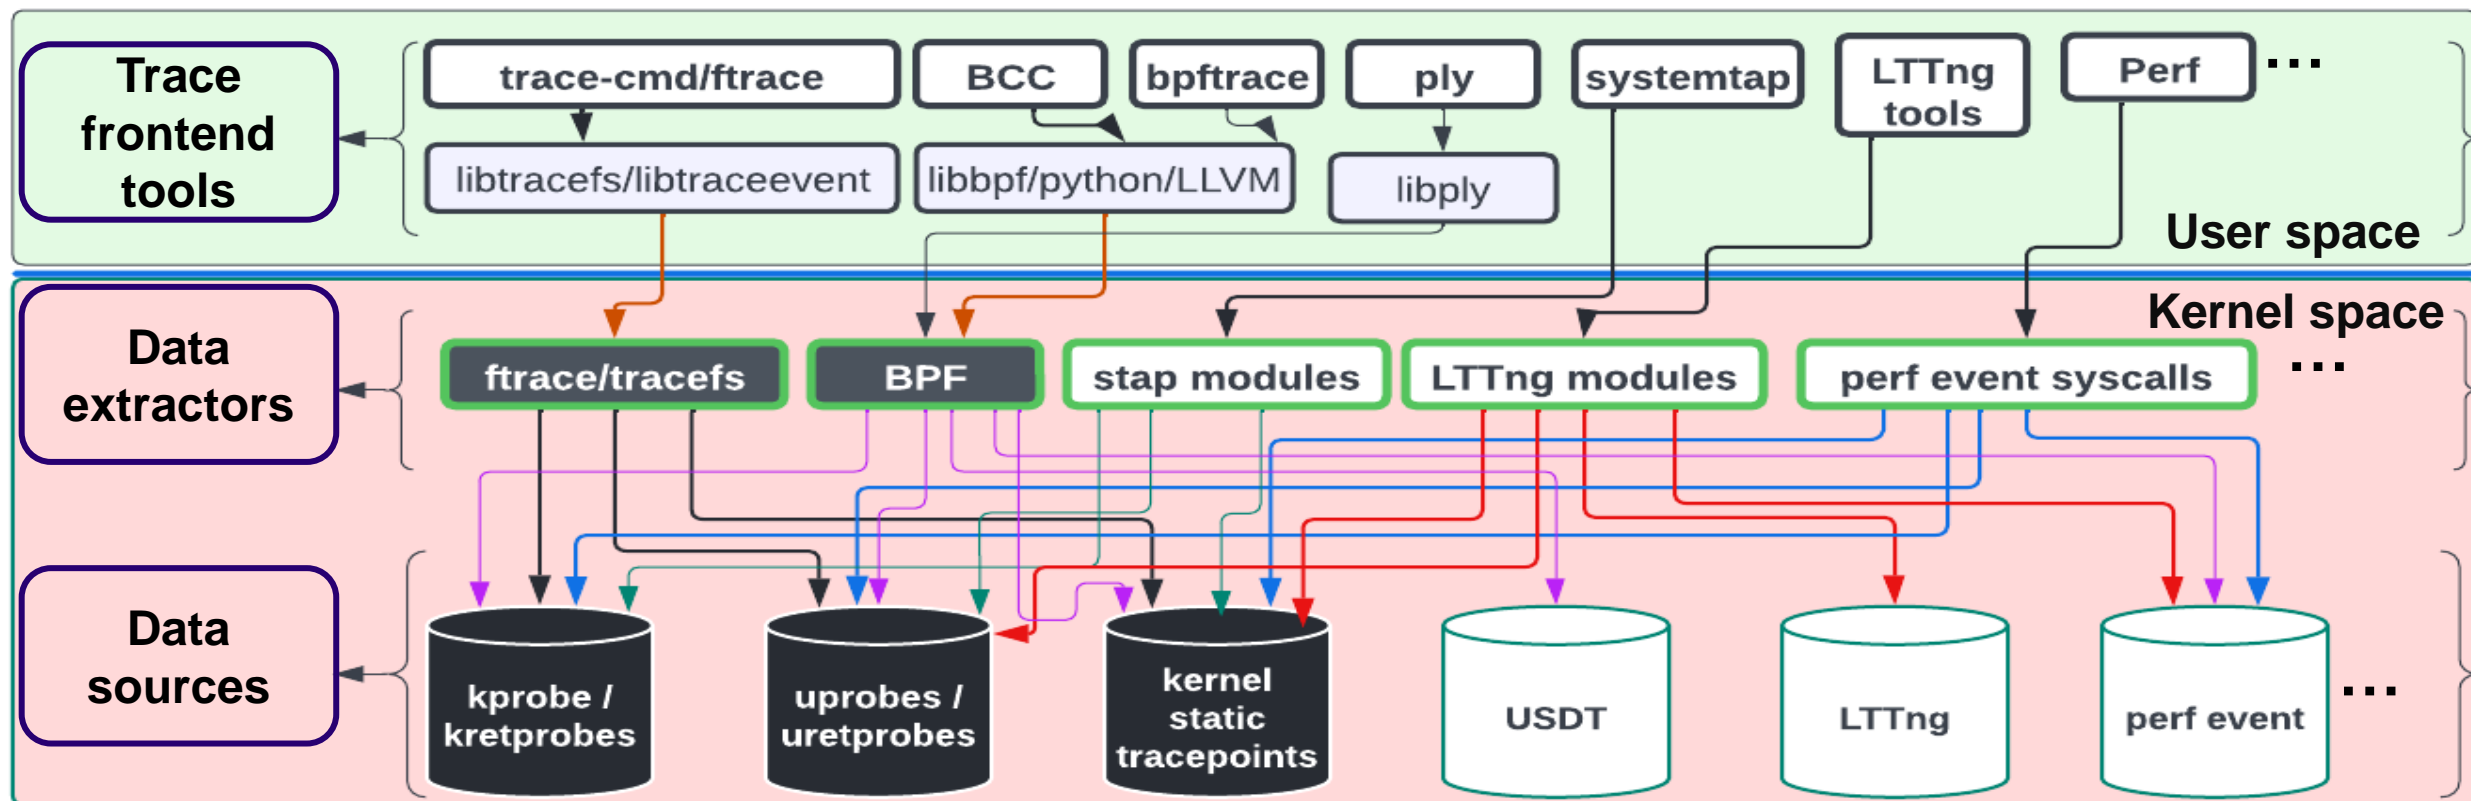 Trace
frontend
tools
trace-cmd/ftrace
BCC
bpftrace
ply
systemtap
LTTng
tools
Perf
...
libtracefs/libtraceevent
libbpf/python/LLVM
libply
User space
Kernel space
Data
extractors
ftrace/tracefs
BPF
stap modules
LTTng modules
perf event syscalls
...
Data
sources
kprobe /
kretprobes
uprobes /
uretprobes
kernel
static
tracepoints
USDT
LTTng
perf event
...